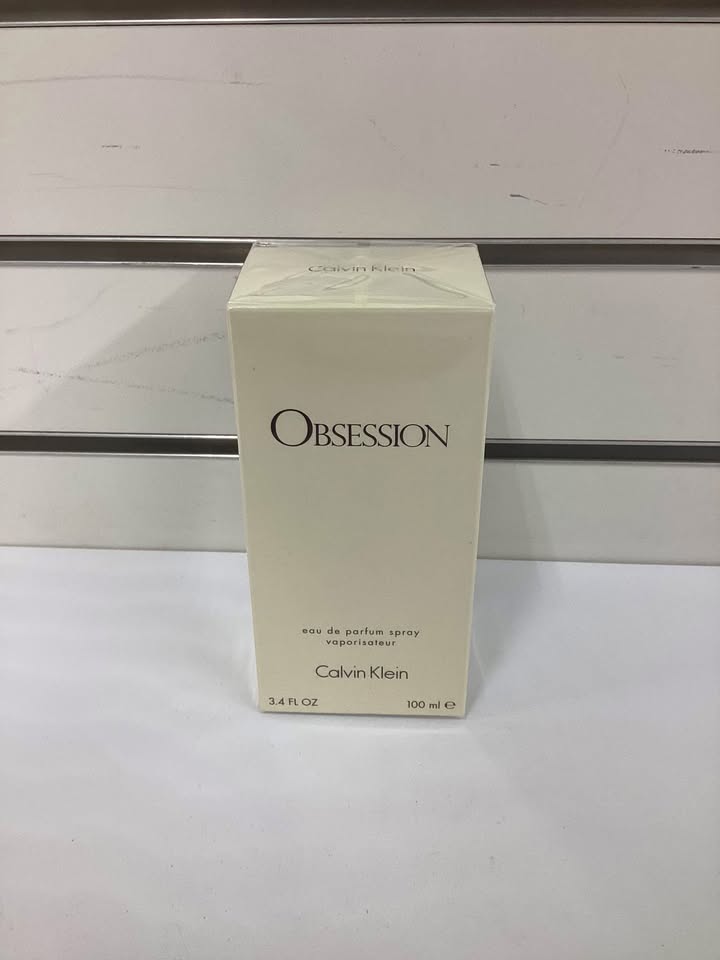 Calvin Klein
OBSESSION
eau de parfum spray
vaporisateur
Calvin Klein
3.4 FL OZ 100 ml ℮